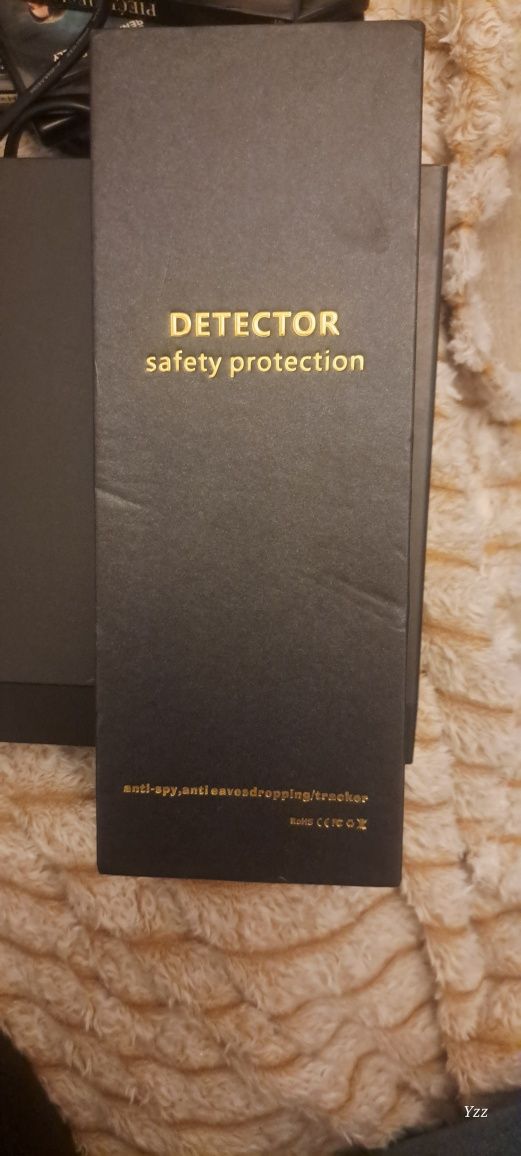 DETECTOR
safety protection
anti-spy,anti eavesdropping/tracker
RoHS CE FC
Yzz